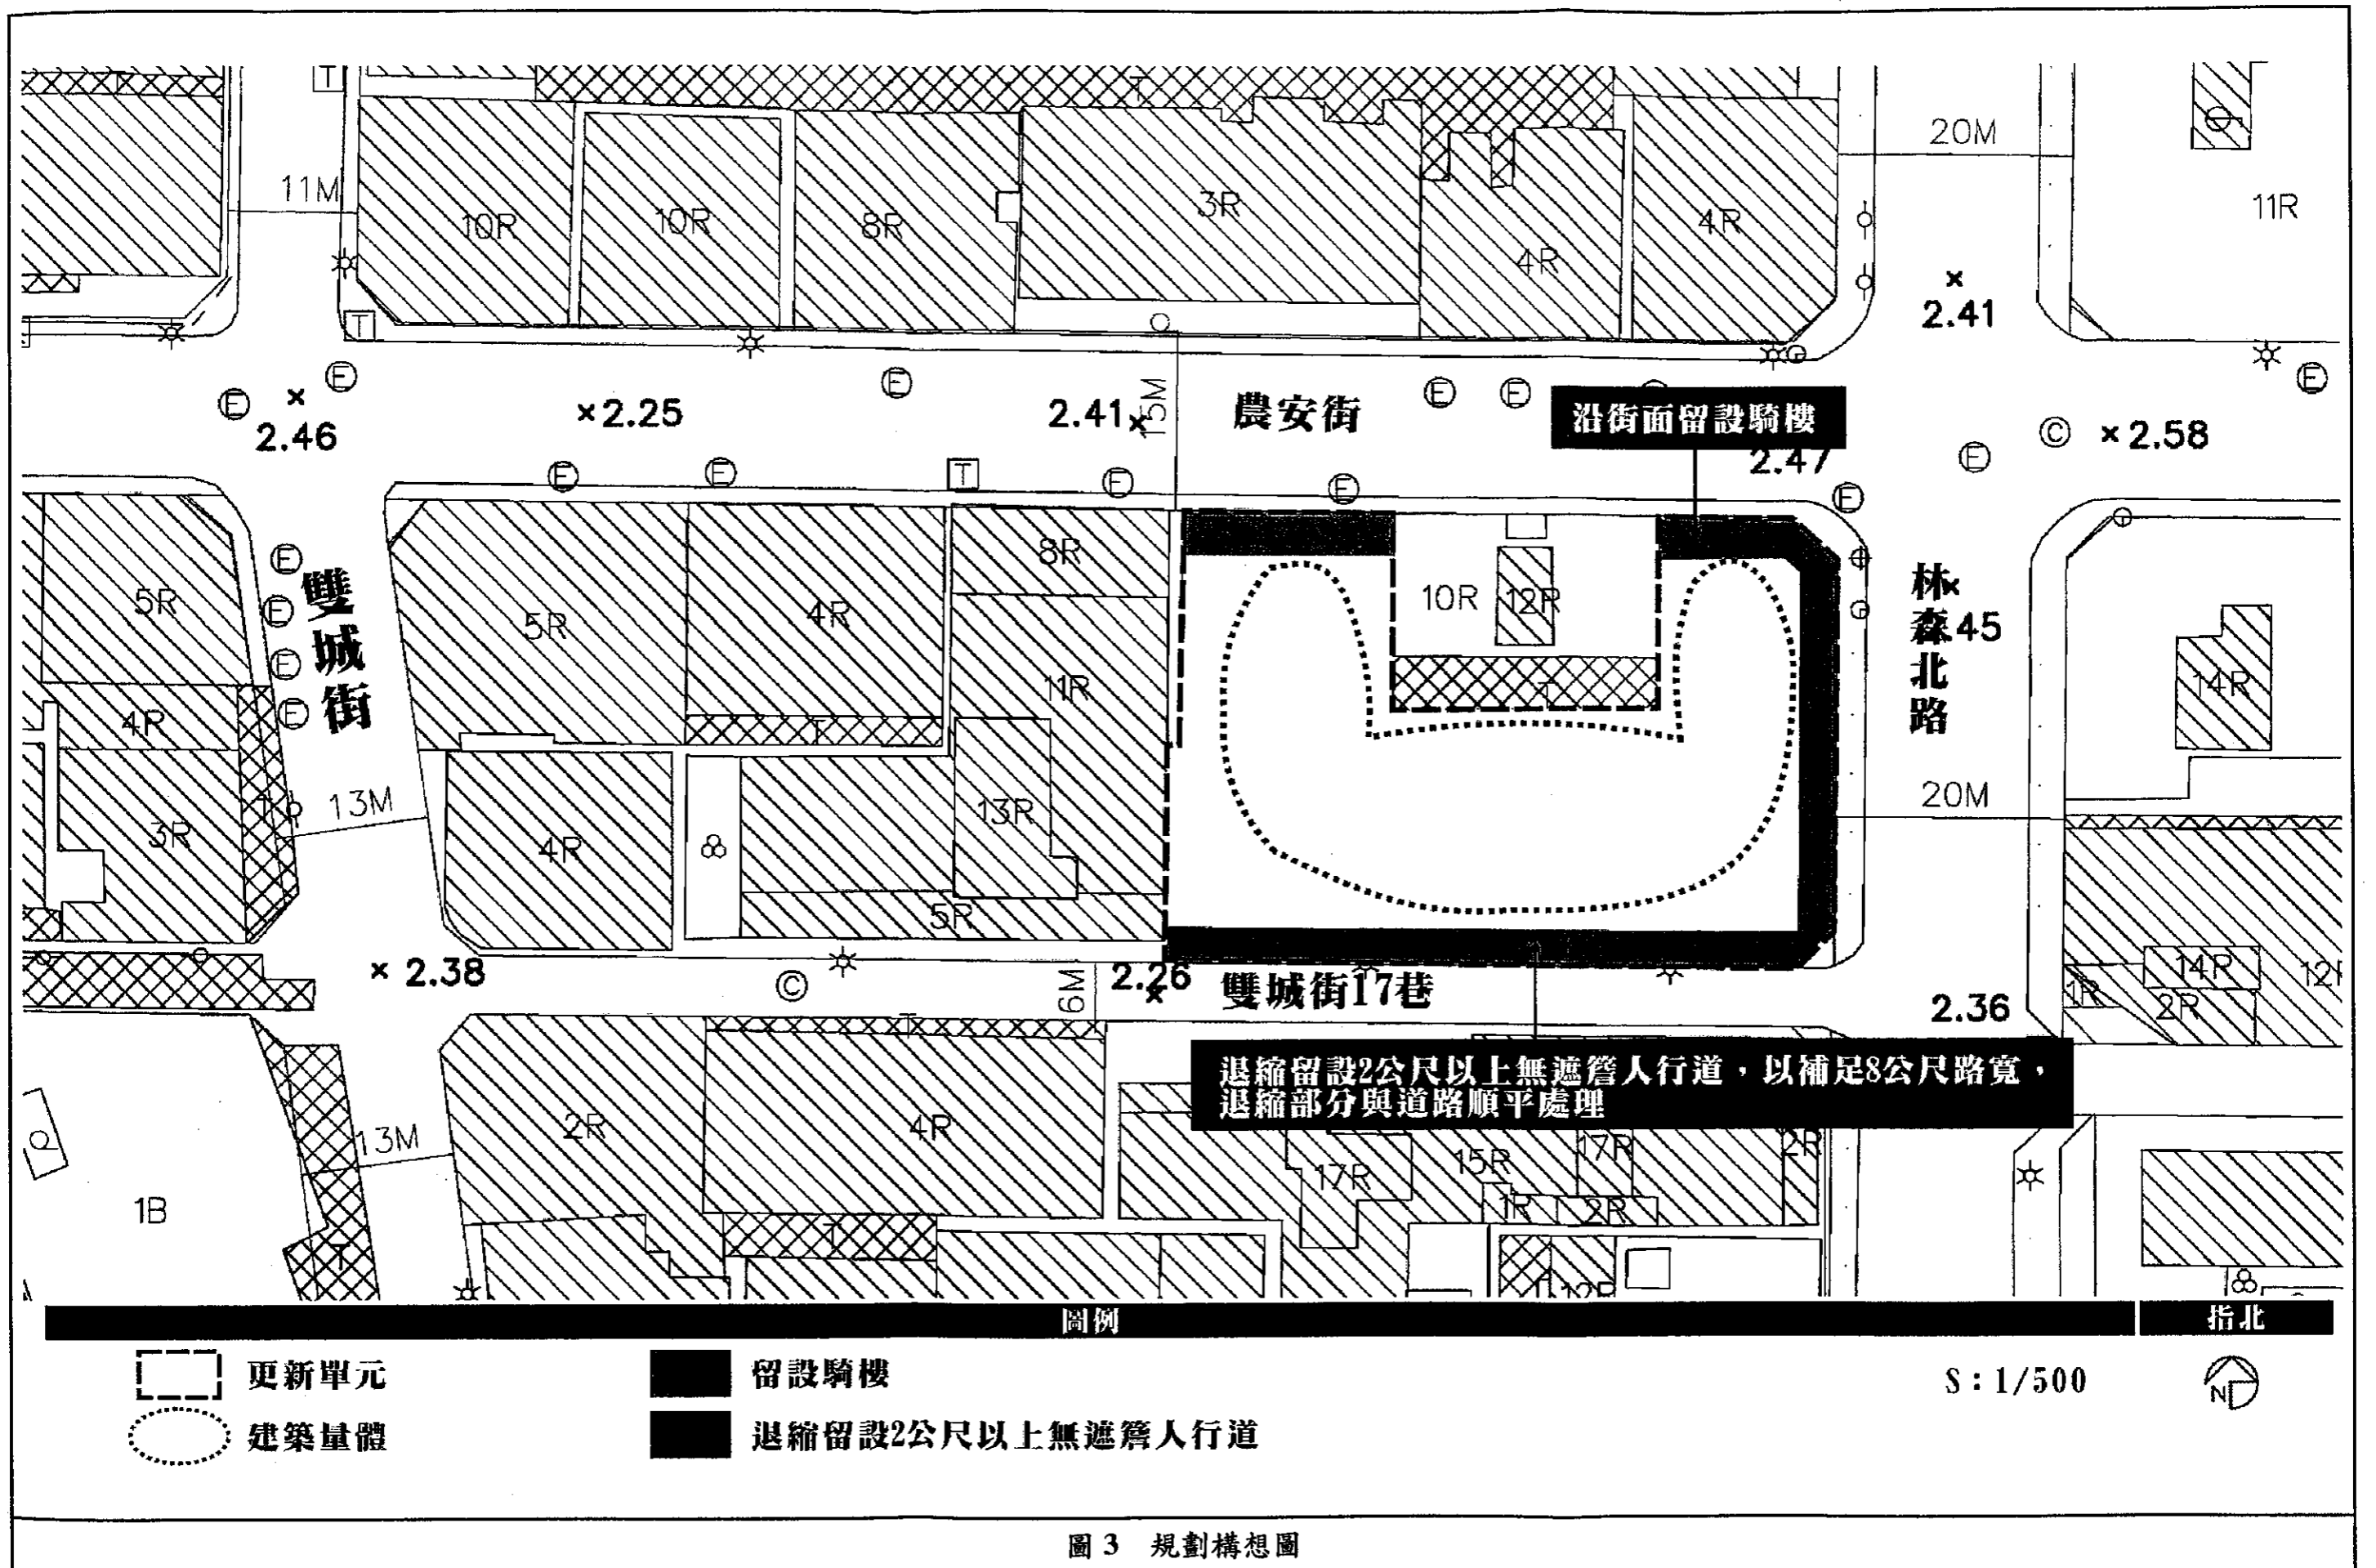 T
T
11M
10R
10R
8R
3R
4R
4R
20M
11R
T
2.41
E
E
2.46
2.25
E
2.41
15M
農安街
E
E
沿街面留設騎樓
2.47
C
2.58
E
E
E
E
T
E
E
E
5R
E
E
E
E
雙城街
5R
4R
8R
11R
10R
12R
T
林森北路
45
14R
4R
3R
13M
4R
T
13R
5R
20M
2.38
C
6M
2.26
雙城街17巷
2.36
14R
1R
2R
12R
退縮留設2公尺以上無遮簷人行道，以補足8公尺路寬，
退縮部分與道路順平處理
13M
2R
T
4R
17R
15R
17R
2R
1R
2R
1B
T
T
12R
圖例
指北
更新單元
留設騎樓
S：1/500
N
建築量體
退縮留設2公尺以上無遮簷人行道
圖 3　規劃構想圖